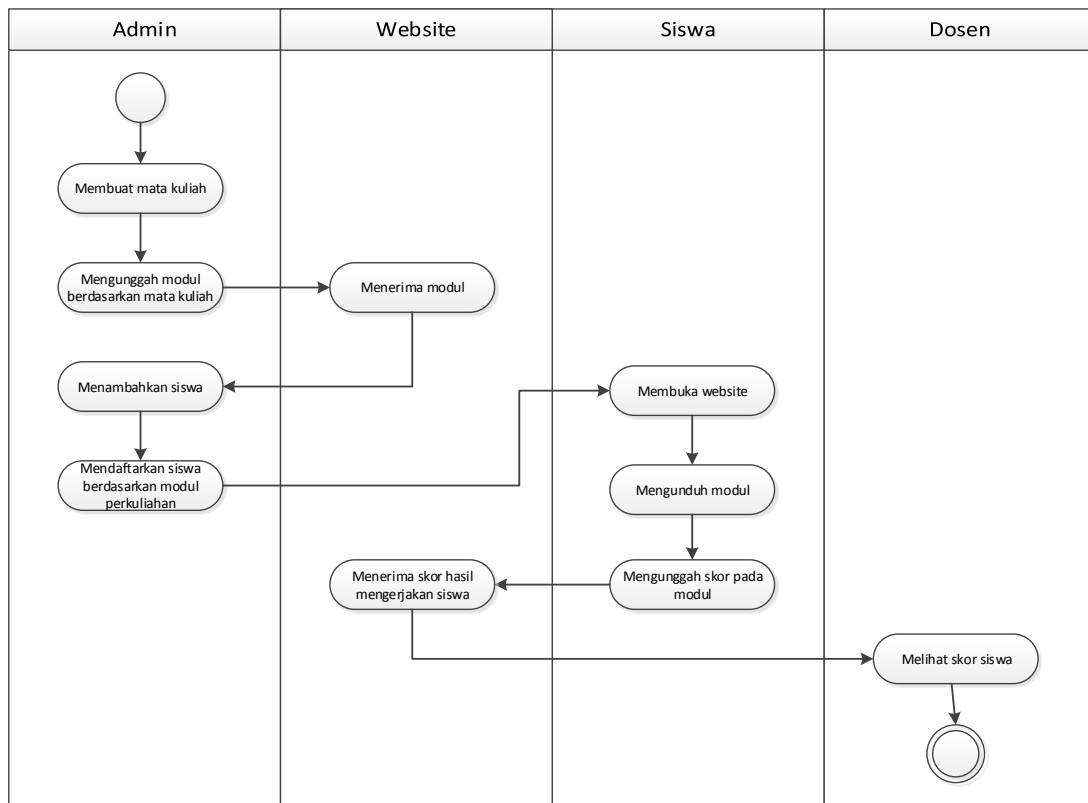 Admin
Website
Siswa
Dosen
Membuat mata kuliah
Mengunggah modul
berdasarkan mata kuliah
Menerima modul
Menambahkan siswa
Membuka website
Mendaftarkan siswa
berdasarkan modul
perkuliahan
Mengunduh modul
Menerima skor hasil
mengerjakan siswa
Mengunggah skor pada
modul
Melihat skor siswa